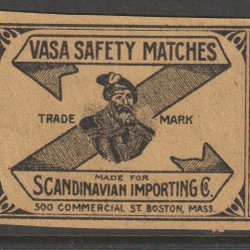 VASA SAFETY MATCHES
TRADE MARK
MADE FOR
SCANDINAVIAN IMPORTING Co.
500 COMMERCIAL ST. BOSTON, MASS.